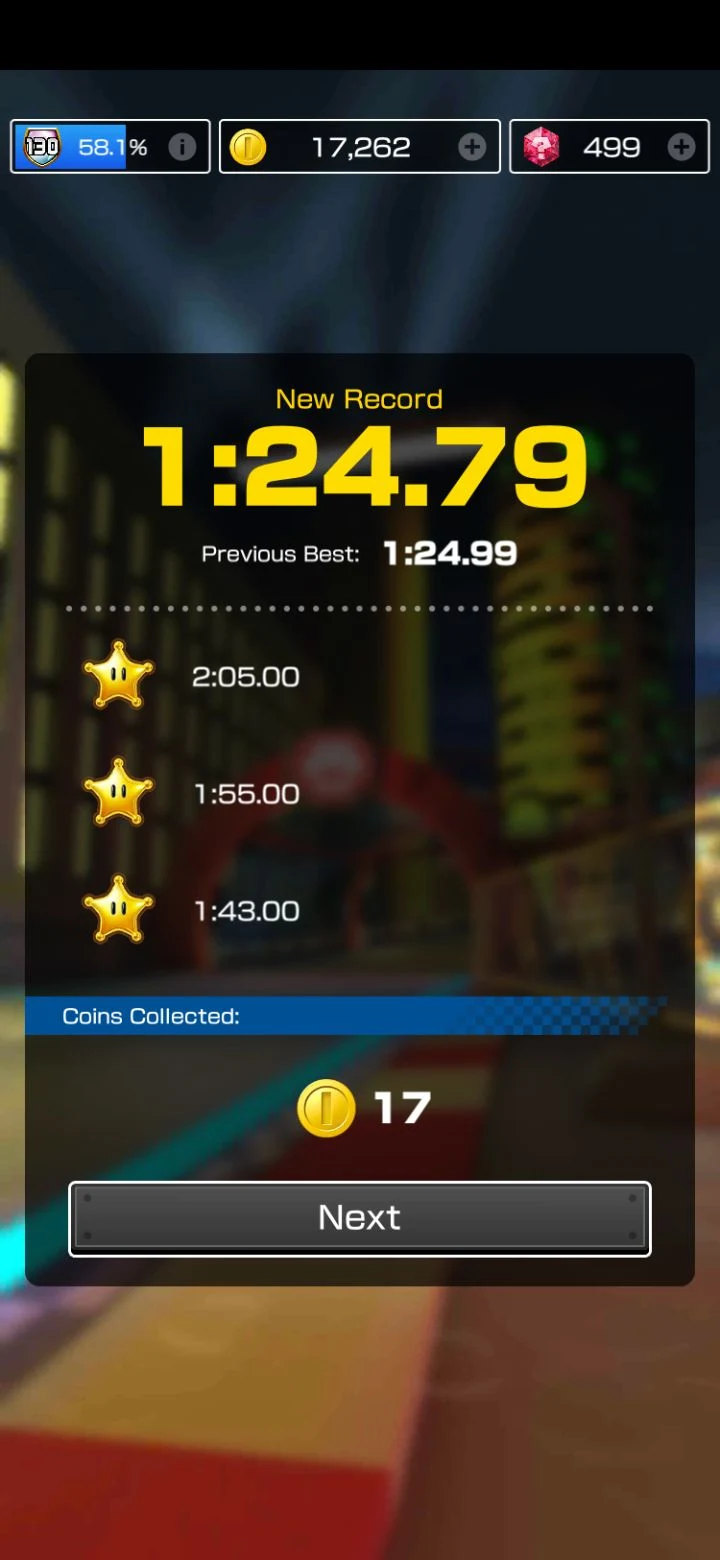 130 58.1% i 17,262 + ? 499 +
New Record
1:24.79
Previous Best: 1:24.99
2:05.00
1:55.00
1:43.00
Coins Collected:
17
Next